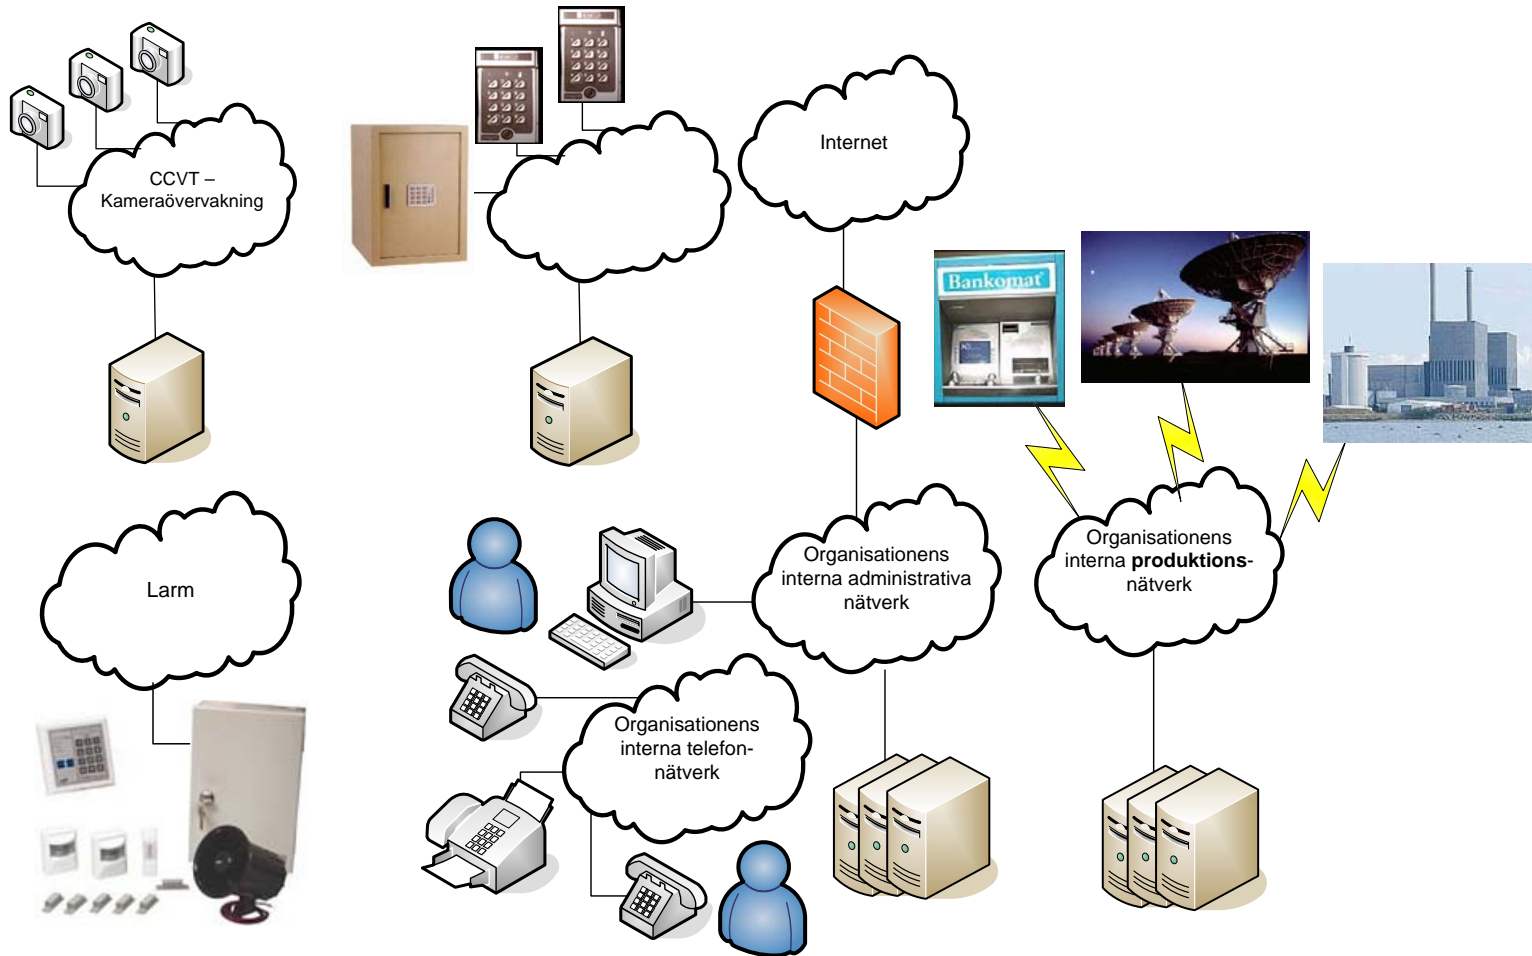 CCVT –
Kameraövervakning
Internet
Bankomat
Larm
Organisationens
interna administrativa
nätverk
Organisationens
interna produktions-
nätverk
Organisationens
interna telefon-
nätverk